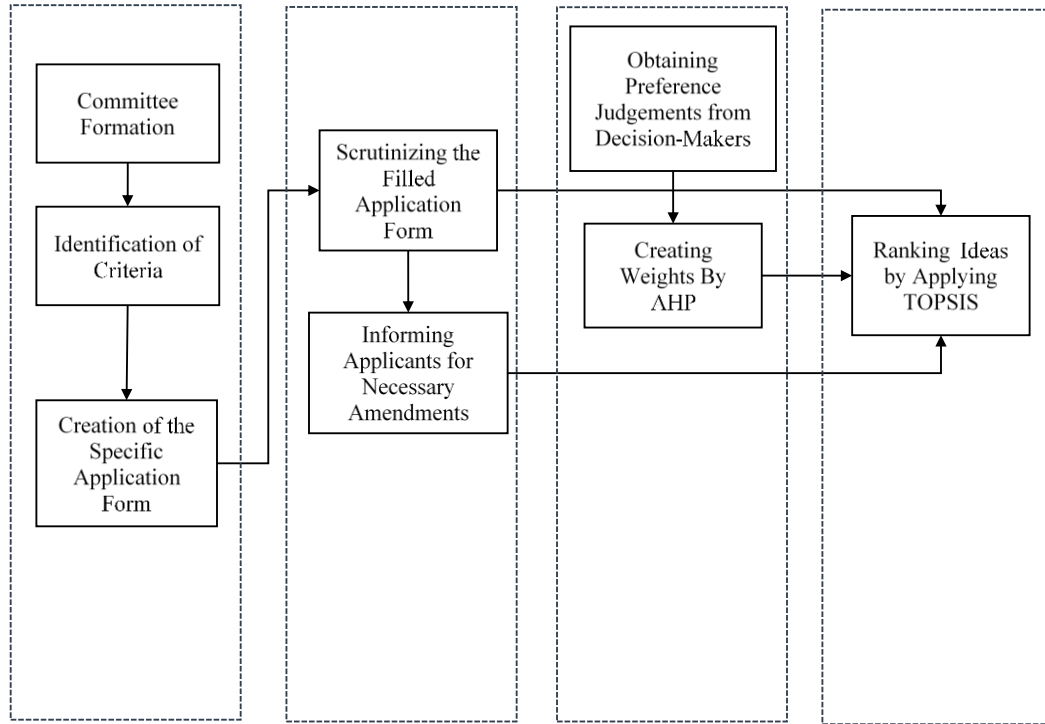 Committee
Formation
Identification of
Criteria
Creation of the
Specific
Application
Form
Scrutinizing the
Filled
Application
Form
Informing
Applicants for
Necessary
Amendments
Obtaining
Preference
Judgements from
Decision-Makers
Creating
Weights By
AHP
Ranking Ideas
by Applying
TOPSIS